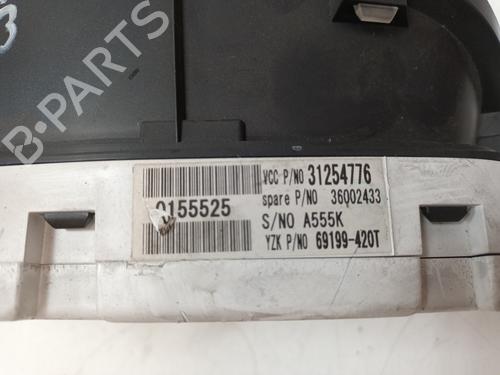 B-PARTS
VCC P/NO 31254776
spare P/NO 36002433
0155525
S/NO A555K
YZK P/NO 69199-420T